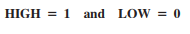 HIGH = 1 and LOW = 0